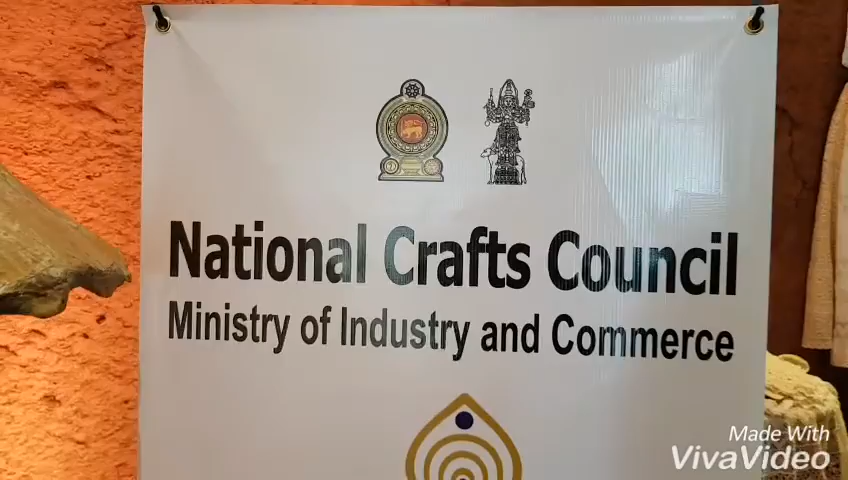 National Crafts Council
Ministry of Industry and Commerce
Made With
VivaVideo